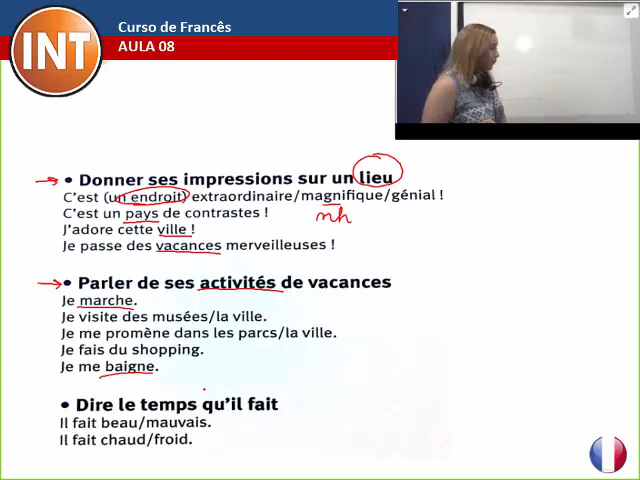 INT
Curso de Francês
AULA 08
• Donner ses impressions sur un lieu
C'est (un endroit) extraordinaire/magnifique/génial !
nh
C'est un pays de contrastes !
J'adore cette ville !
Je passe des vacances merveilleuses !
• Parler de ses activités de vacances
Je marche.
Je visite des musées/la ville.
Je me promène dans les parcs/la ville.
Je fais du shopping.
Je me baigne.
• Dire le temps qu'il fait
Il fait beau/mauvais.
Il fait chaud/froid.